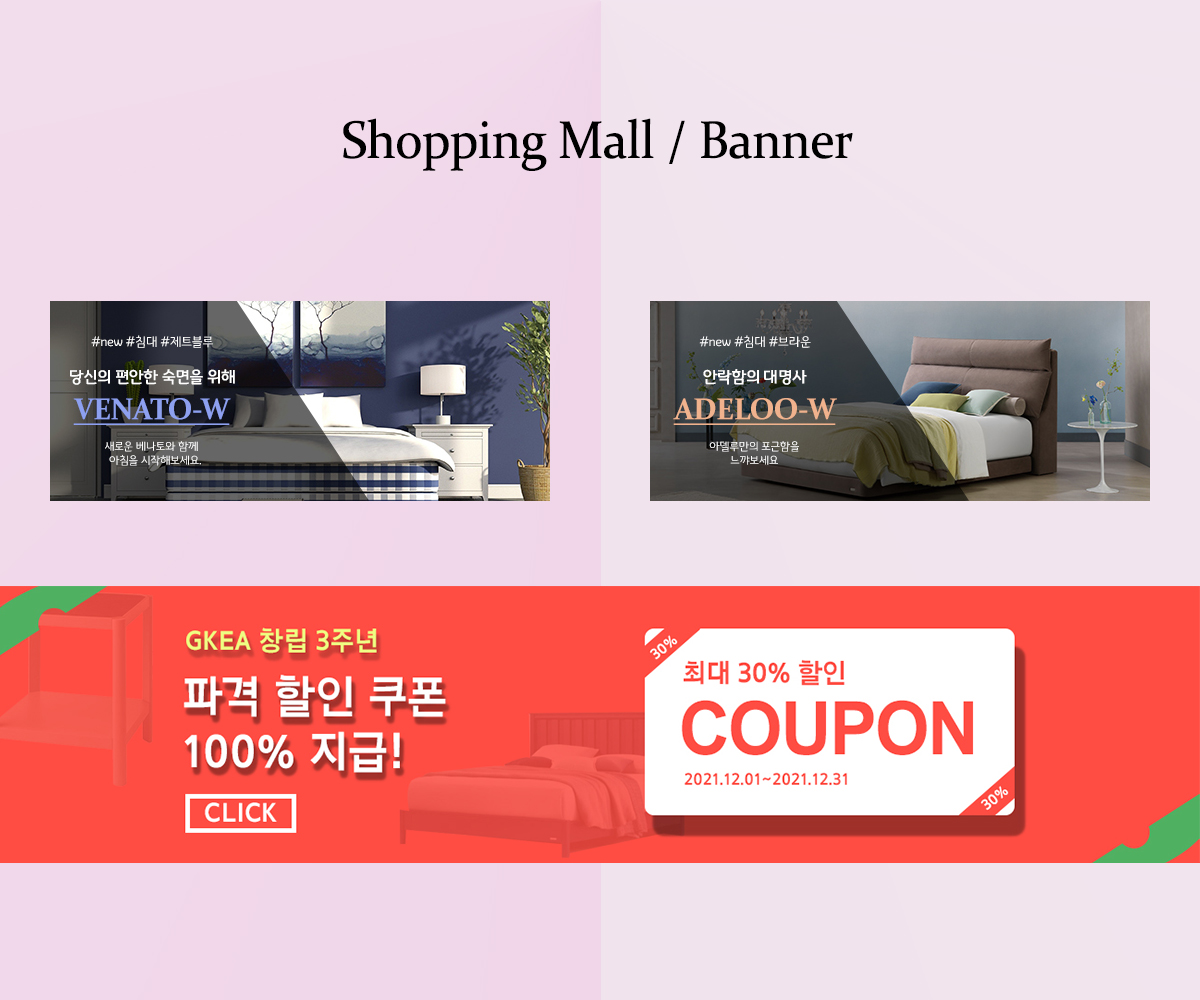 Shopping Mall / Banner
#new #침대 #제트블루
당신의 편안한 숙면을 위해
VENATO-W
새로운 베나토와 함께
아침을 시작해보세요.
#new #침대 #브라운
안락함의 대명사
ADELOO-W
아델루만의 포근함을
느껴보세요
GKEA 창립 3주년
파격 할인 쿠폰
100% 지급!
CLICK
30%
최대 30% 할인
COUPON
2021.12.01~2021.12.31
30%